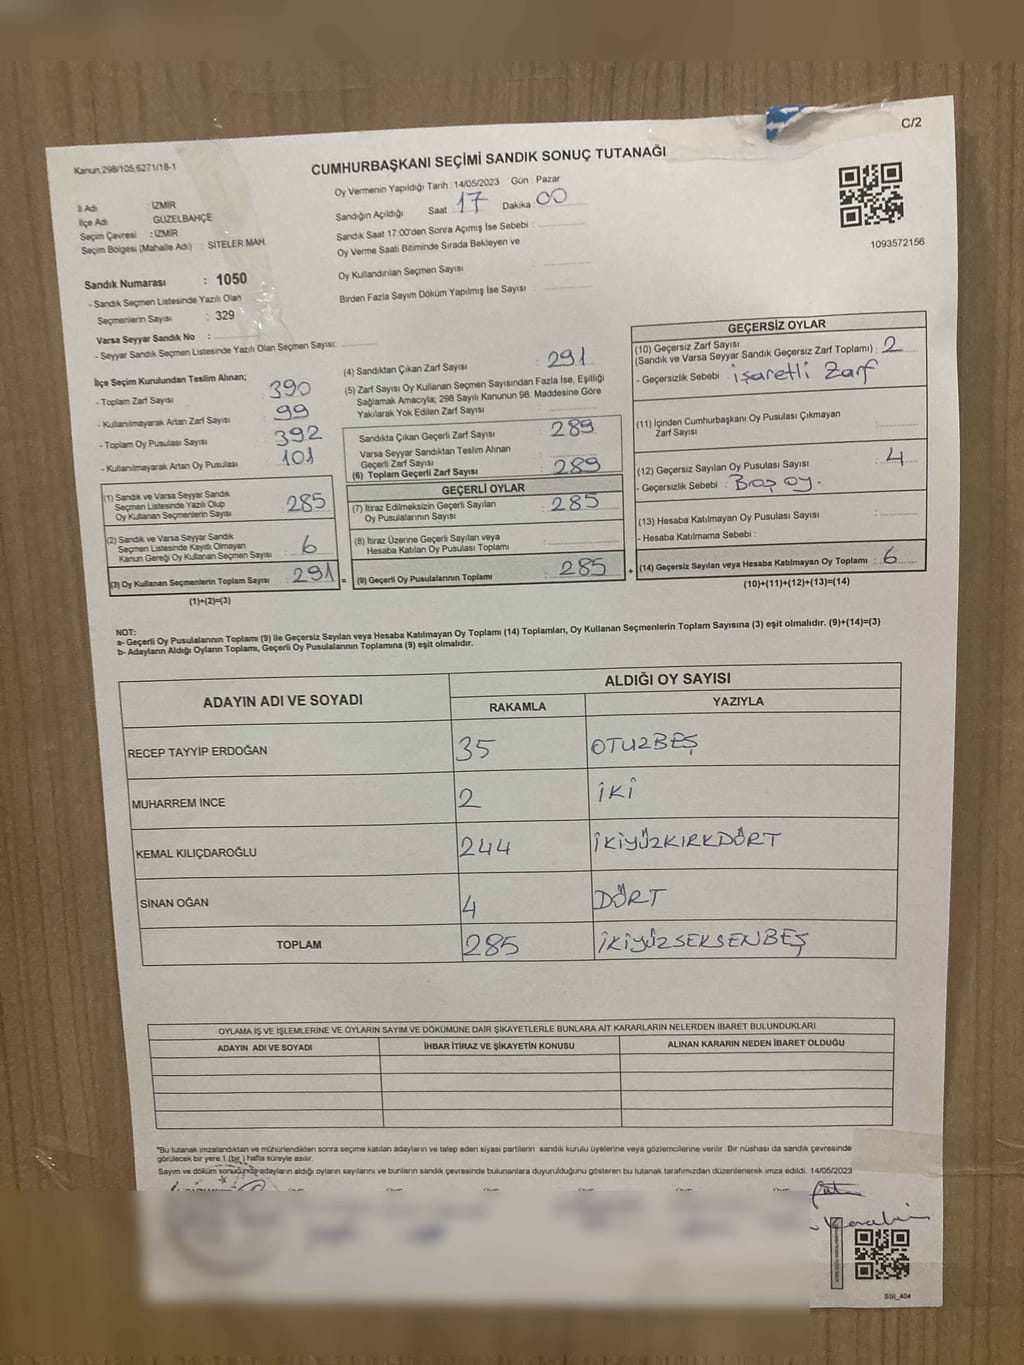 C/2
Kanun:298/105,6271/18-1
CUMHURBAŞKANI SEÇİMİ SANDIK SONUÇ TUTANAĞI
İl Adı : İZMİR
İlçe Adı : GÜZELBAHÇE
Seçim Çevresi : İZMİR
Seçim Bölgesi (Mahalle Adı) : SİTELER MAH.
Oy Vermenin Yapıldığı Tarih : 14/05/2023 Gün : Pazar
Sandığın Açıldığı Saat : 17 Dakika : 00
Sandık Saat 17:00'den Sonra Açımış İse Sebebi :
Oy Verme Saati Bitiminde Sırada Bekleyen ve
Oy Kullandırılan Seçmen Sayısı
Birden Fazla Sayım Döküm Yapılmış İse Sayısı
1093572156
Sandık Numarası : 1050
- Sandık Seçmen Listesinde Yazılı Olan
Seçmenlerin Sayısı : 329
Varsa Seyyar Sandık No :
- Seyyar Sandık Seçmen Listesinde Yazılı Olan Seçmen Sayısı:
İlçe Seçim Kurulundan Teslim Alınan;
- Toplam Zarf Sayısı : 390
- Kullanılmayarak Artan Zarf Sayısı : 99
- Toplam Oy Pusulası Sayısı : 392
- Kullanılmayarak Artan Oy Pusulası : 101
(1) Sandık ve Varsa Seyyar Sandık
Seçmen Listesinde Yazılı Olup
Oy Kullanan Seçmenlerin Sayısı : 285
(2) Sandık ve Varsa Seyyar Sandık
Seçmen Listesinde Kayıtlı Olmayan
Kanun Gereği Oy Kullanan Seçmen Sayısı : 6
(3) Oy Kullanan Seçmenlerin Toplam Sayısı : 291 =
(1)+(2)=(3)
(4) Sandıktan Çıkan Zarf Sayısı : 291
(5) Zarf Sayısı Oy Kullanan Seçmen Sayısından Fazla İse, Eşitliği
Sağlamak Amacıyla; 298 Sayılı Kanunun 98. Maddesine Göre
Yakılarak Yok Edilen Zarf Sayısı
Sandıkta Çıkan Geçerli Zarf Sayısı : 289
Varsa Seyyar Sandıktan Teslim Alınan
Geçerli Zarf Sayısı
(6) Toplam Geçerli Zarf Sayısı : 289
GEÇERLİ OYLAR
(7) İtiraz Edilmeksizin Geçerli Sayılan
Oy Pusulalarının Sayısı : 285
(8) İtiraz Üzerine Geçerli Sayılan veya
Hesaba Katılan Oy Pusulası Toplamı
(9) Geçerli Oy Pusulalarının Toplamı : 285 +
GEÇERSİZ OYLAR
(10) Geçersiz Zarf Sayısı
(Sandık ve Varsa Seyyar Sandık Geçersiz Zarf Toplamı) : 2
- Geçersizlik Sebebi : işaretli Zarf
(11) İçinden Cumhurbaşkanı Oy Pusulası Çıkmayan
Zarf Sayısı :
(12) Geçersiz Sayılan Oy Pusulası Sayısı : 4
- Geçersizlik Sebebi : Boş oy.
(13) Hesaba Katılmayan Oy Pusulası Sayısı :
- Hesaba Katılmama Sebebi :
(14) Geçersiz Sayılan veya Hesaba Katılmayan Oy Toplamı : 6
(10)+(11)+(12)+(13)=(14)
NOT:
a- Geçerli Oy Pusulalarının Toplamı (9) ile Geçersiz Sayılan veya Hesaba Katılmayan Oy Toplamı (14) Toplamları, Oy Kullanan Seçmenlerin Toplam Sayısına (3) eşit olmalıdır. (9)+(14)=(3)
b- Adayların Aldığı Oyların Toplamı, Geçerli Oy Pusulalarının Toplamına (9) eşit olmalıdır.
ADAYIN ADI VE SOYADI ALDIĞI OY SAYISI
RAKAMLA YAZIYLA
RECEP TAYYİP ERDOĞAN 35 OTUZBEŞ
MUHARREM İNCE 2 İKİ
KEMAL KILIÇDAROĞLU 244 İKİYÜZKIRKDÖRT
SİNAN OĞAN 4 DÖRT
TOPLAM 285 İKİYÜZSEKSENBEŞ
OYLAMA İŞ VE İŞLEMLERİNE VE OYLARIN SAYIM VE DÖKÜMÜNE DAİR ŞİKAYETLERLE BUNLARA AİT KARARLARIN NELERDEN İBARET BULUNDUKLARI
ADAYIN ADI VE SOYADI İHBAR İTİRAZ VE ŞİKAYETİN KONUSU ALINAN KARARIN NEDEN İBARET OLDUĞU
*Bu tutanak imzalandıktan ve mühürlendikten sonra seçime katılan adayların ve talep eden siyasi partilerin sandık kurulu üyelerine veya gözlemcilerine verilir. Bir nüshası da sandık çevresinde
görülecek bir yere 1 (bir ) hafta süreyle asılır.
Sayım ve döküm sonucunda adayların aldığı oyların sayılarını ve bunların sandık çevresinde bulunanlara duyurulduğunu gösteren bu tutanak tarafımızdan düzenlenerek imza edildi. 14/05/2023
SSİ_404